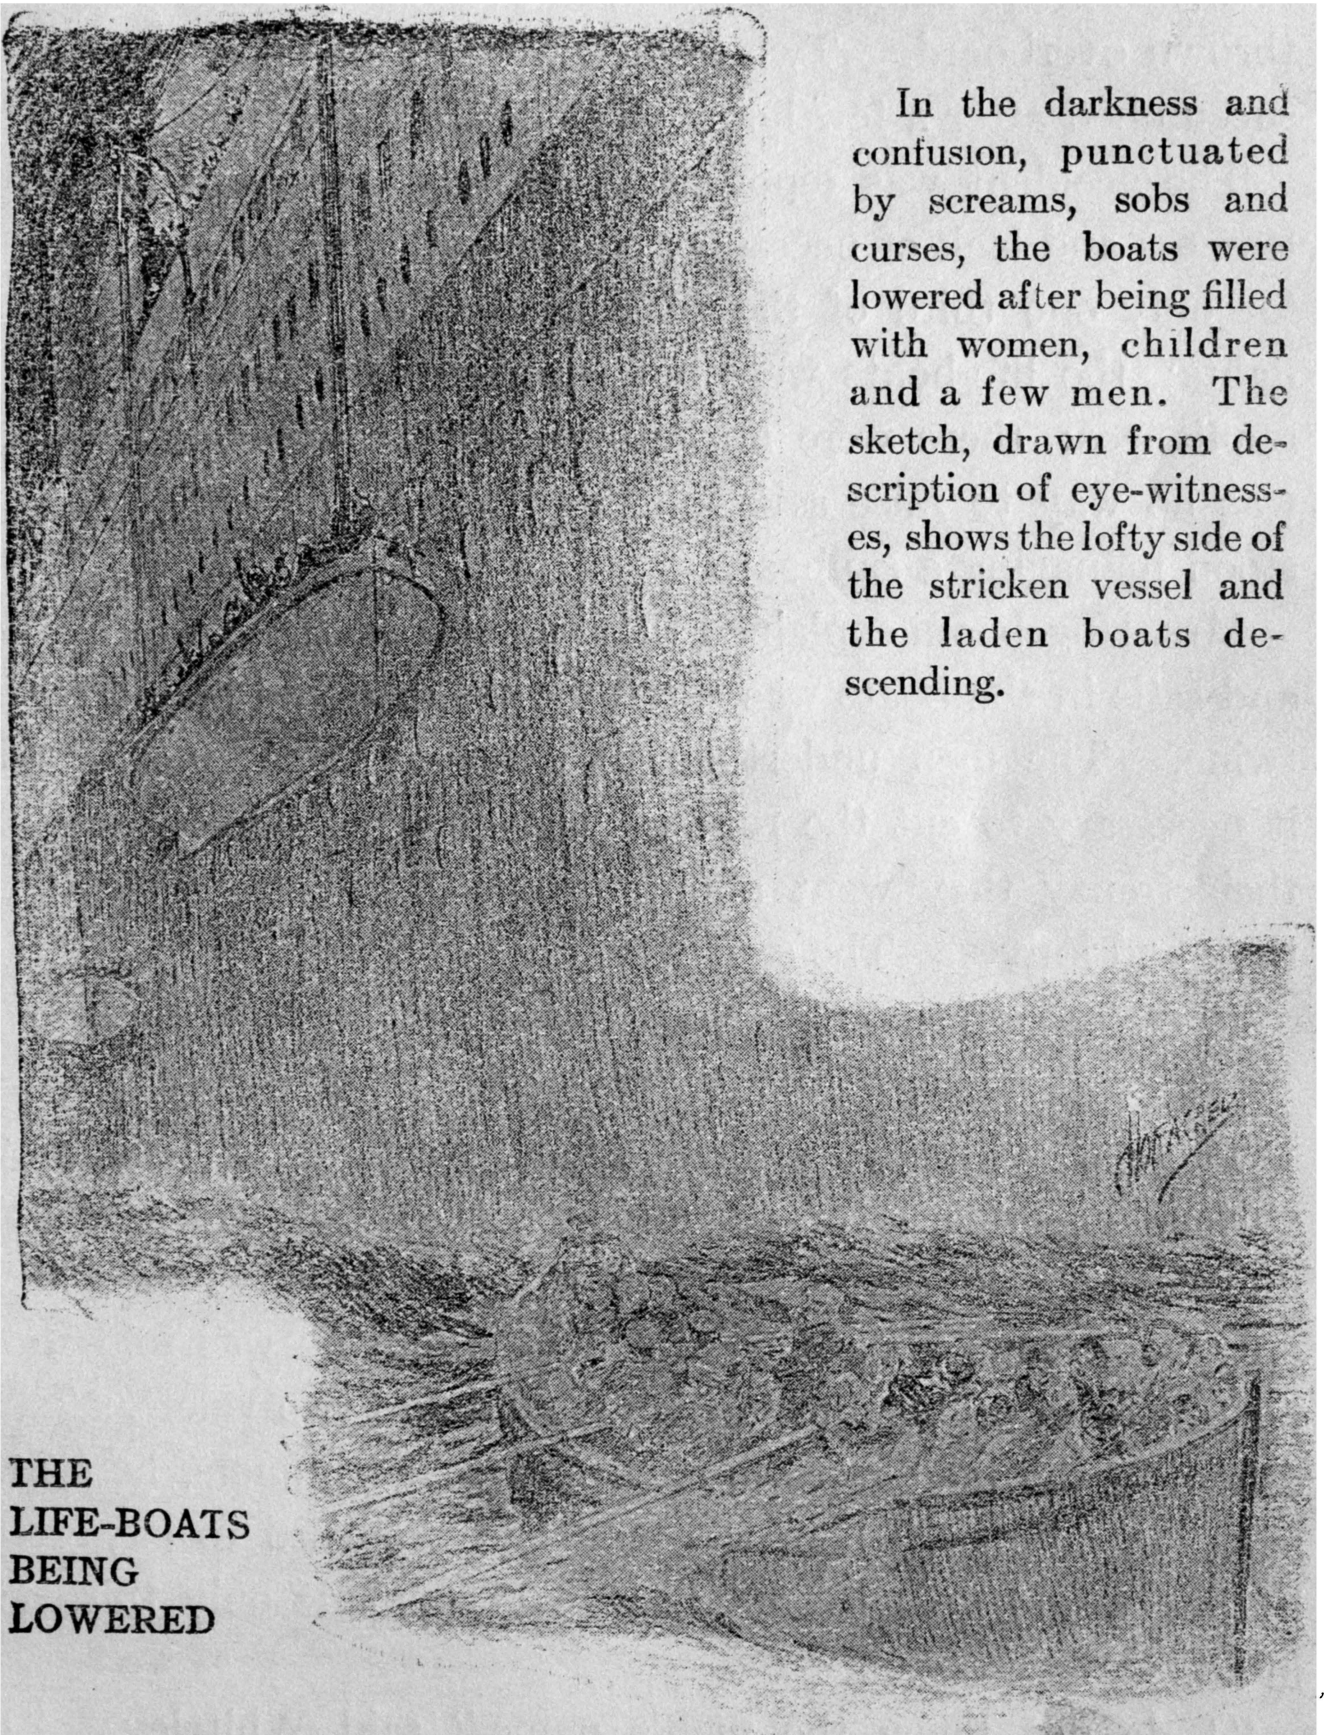 In the darkness and
confusion, punctuated
by screams, sobs and
curses, the boats were
lowered after being filled
with women, children
and a few men. The
sketch, drawn from de-
scription of eye-witness-
es, shows the lofty side of
the stricken vessel and
the laden boats de-
scending.
THE
LIFE-BOATS
BEING
LOWERED